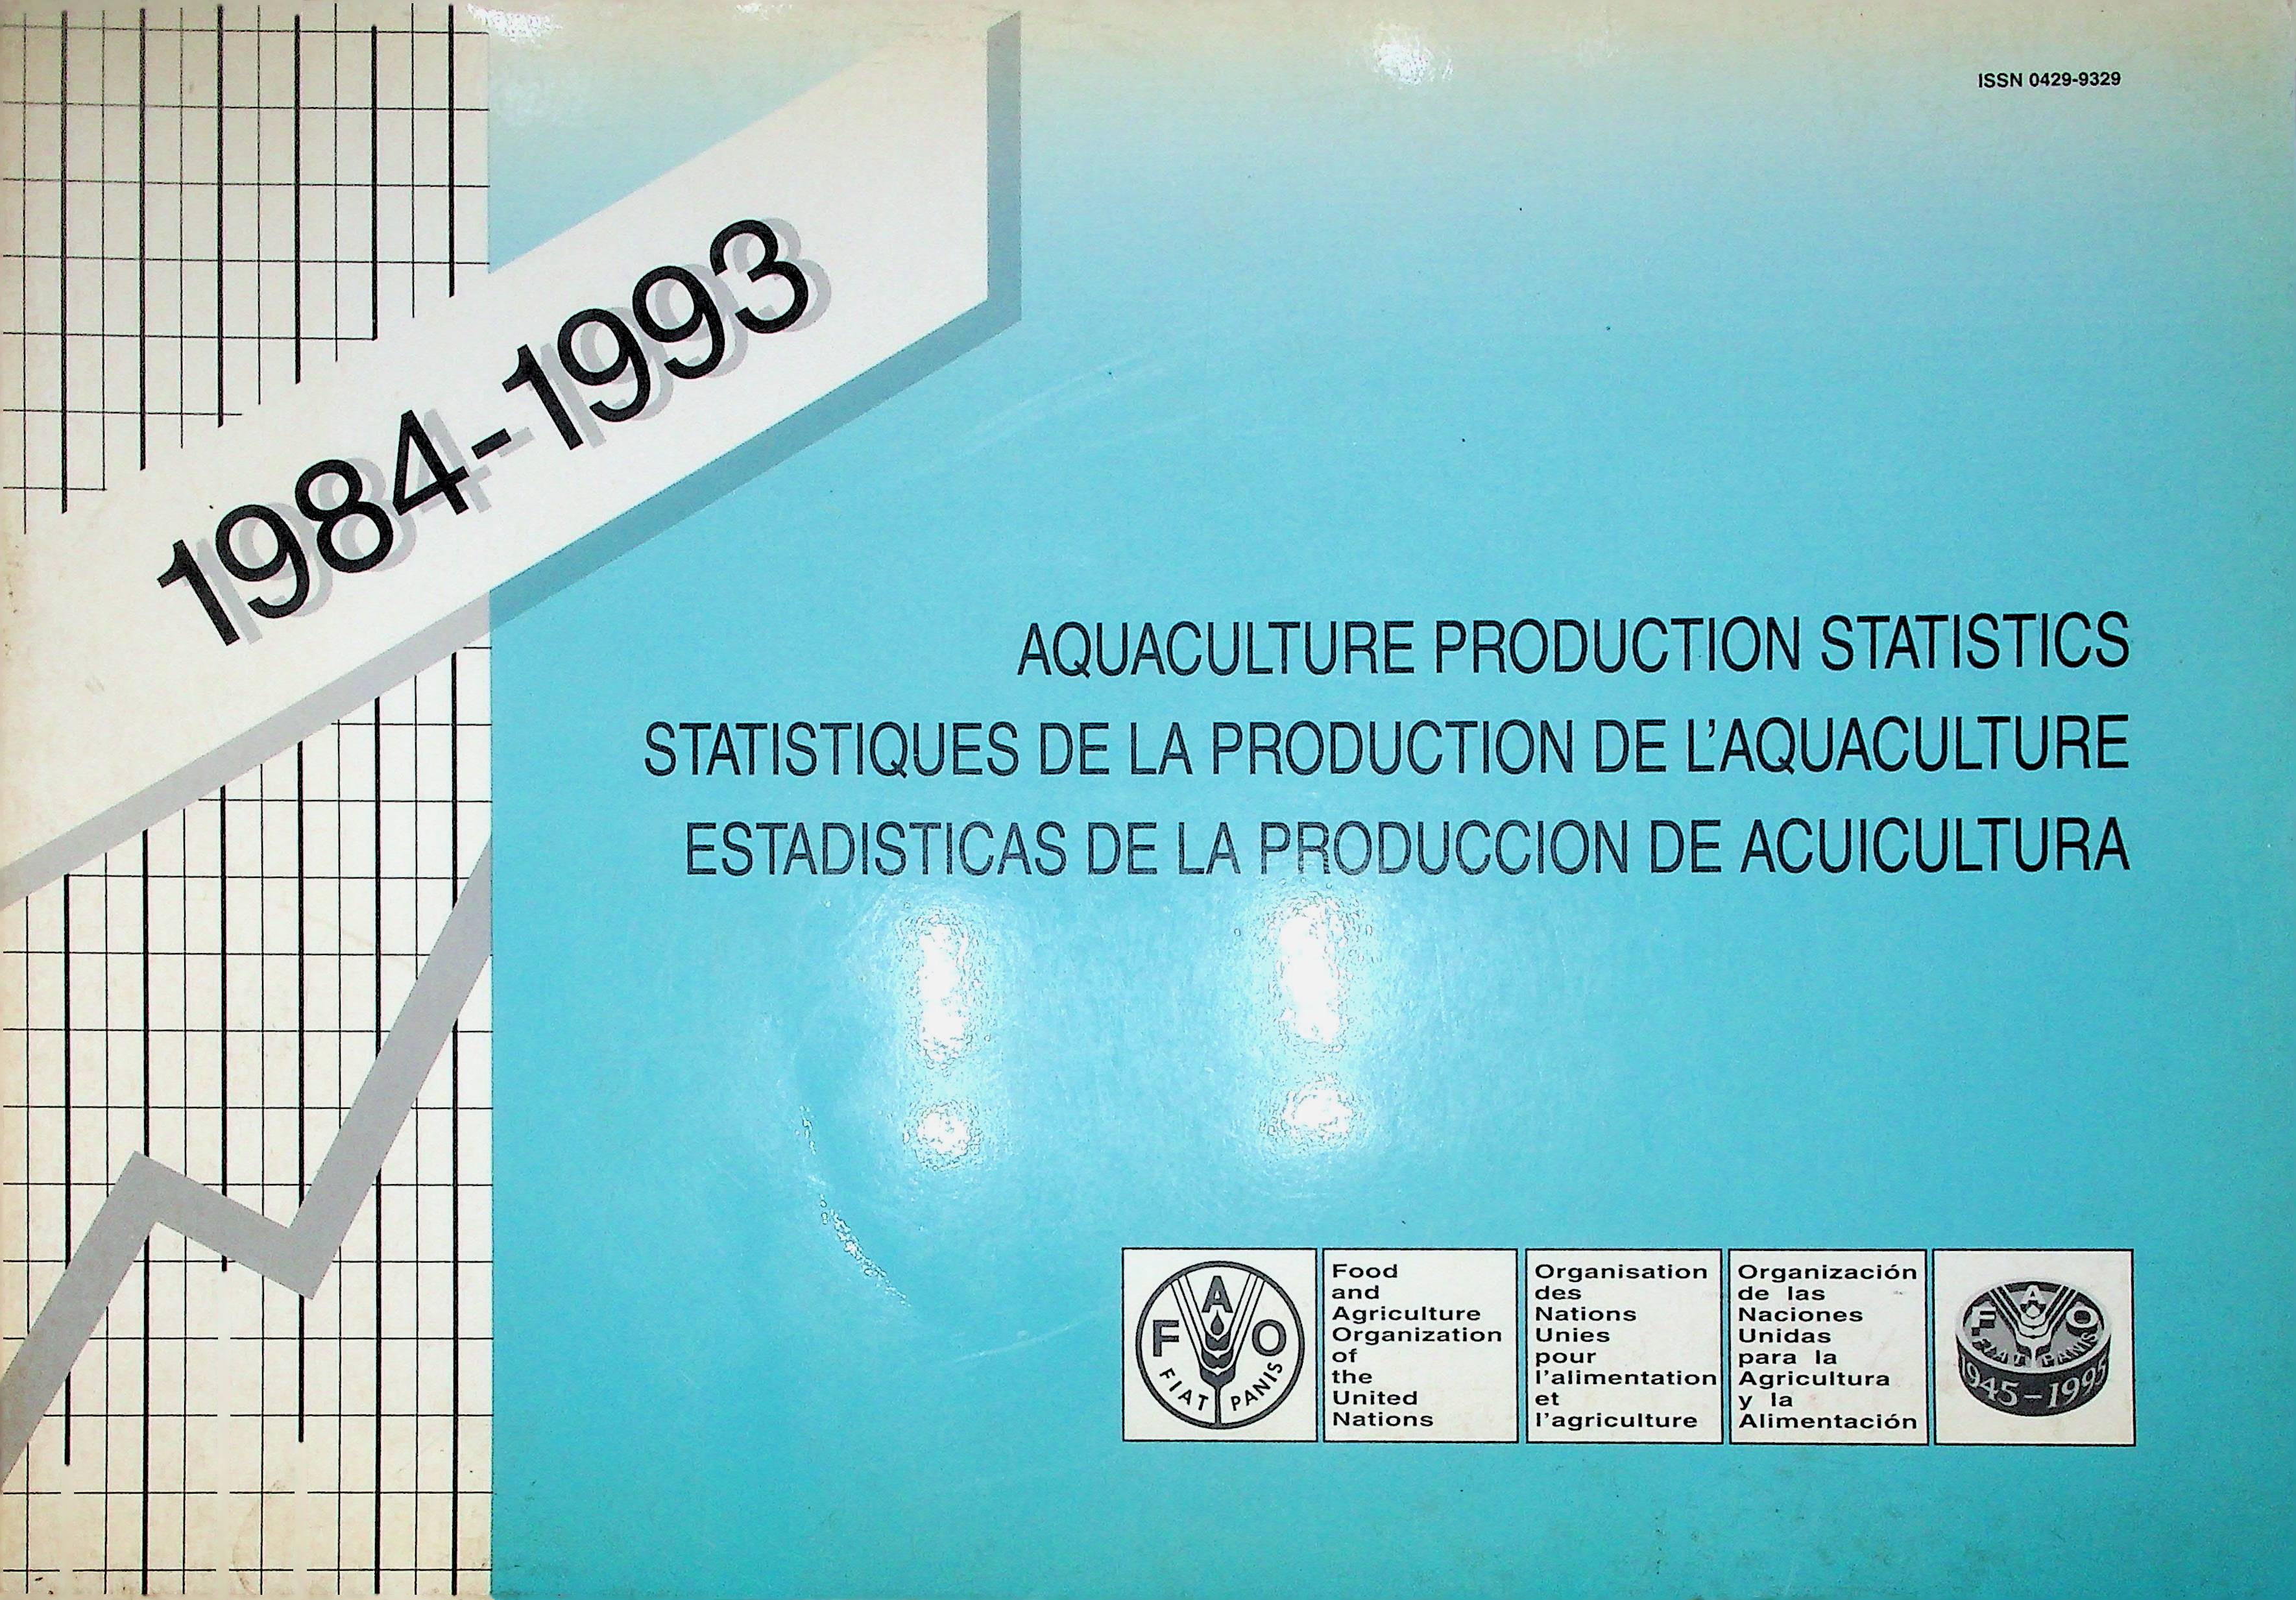 ISSN 0429-9329
1984-1993
AQUACULTURE PRODUCTION STATISTICS
STATISTIQUES DE LA PRODUCTION DE L'AQUACULTURE
ESTADISTICAS DE LA PRODUCCION DE ACUICULTURA
F A O
FIAT PANIS
Food
and
Agriculture
Organization
of
the
United
Nations
Organisation
des
Nations
Unies
pour
l'alimentation
et
l'agriculture
Organización
de las
Naciones
Unidas
para la
Agricultura
y la
Alimentación
F A O
FIAT PANIS
1945-1995